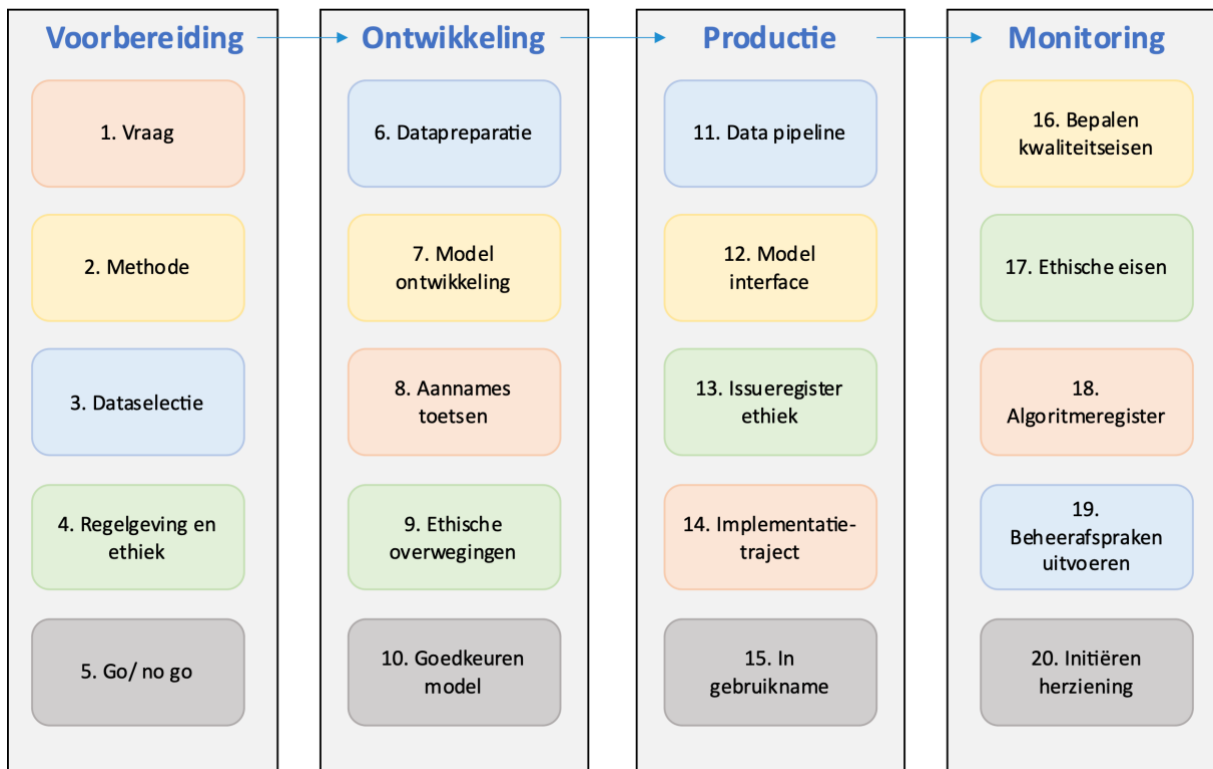 Voorbereiding
1. Vraag
2. Methode
3. Dataselectie
4. Regelgeving en
ethiek
5. Go/ no go
Ontwikkeling
6. Datapreparatie
7. Model
ontwikkeling
8. Aannames
toetsen
9. Ethische
overwegingen
10. Goedkeuren
model
Productie
11. Data pipeline
12. Model
interface
13. Issueregister
ethiek
14. Implementatie-
traject
15. In
gebruikname
Monitoring
16. Bepalen
kwaliteitseisen
17. Ethische eisen
18.
Algoritmeregister
19.
Beheerafspraken
uitvoeren
20. Initiëren
herziening